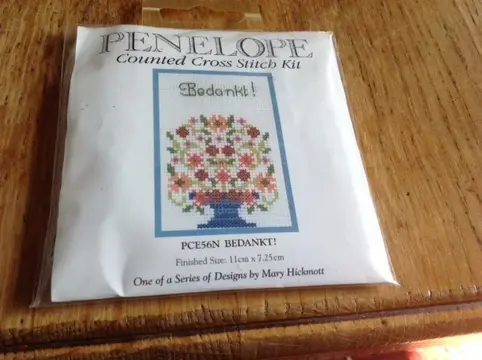 PENELOPE
Counted Cross Stitch Kit
Bedankt!
PCE56N BEDANKT!
Finished Size: 11cm x 7.25cm
One of a Series of Designs by Mary Hickmott